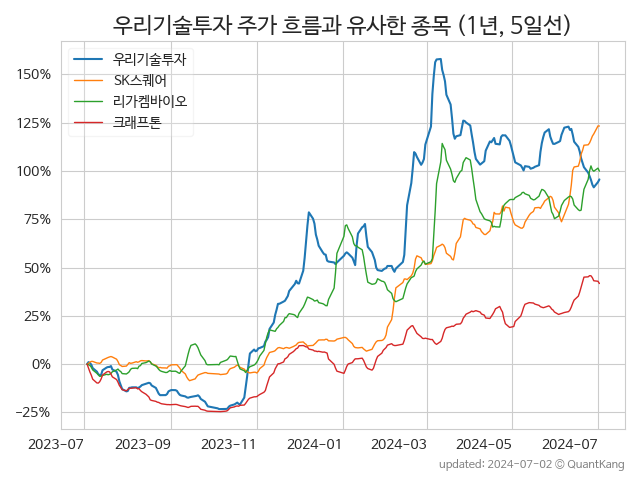 우리기술투자 주가 흐름과 유사한 종목 (1년, 5일선)
우리기술투자
SK스퀘어
리가켐바이오
크래프톤
150%
125%
100%
75%
50%
25%
0%
−25%
2023−07
2023−09
2023−11
2024−01
2024−03
2024−05
2024−07
updated: 2024-07-02 © QuantKang